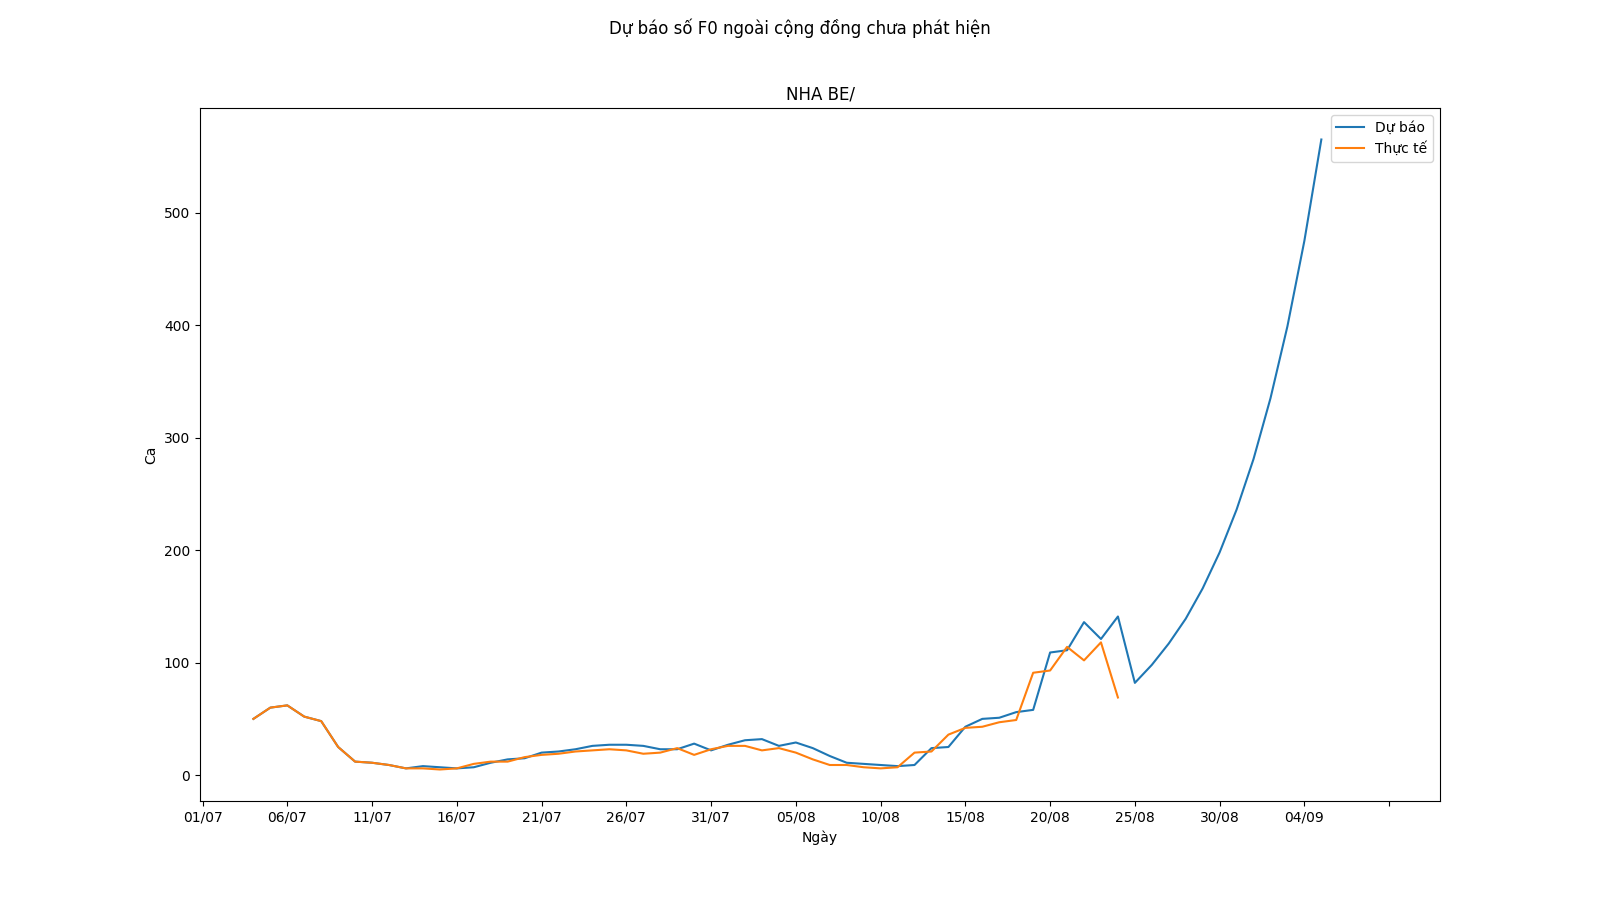 Dự báo số F0 ngoài cộng đồng chưa phát hiện
NHA BE/
Dự báo
Thực tế
500
400
300
200
100
0
Ca
01/07 06/07 11/07 16/07 21/07 26/07 31/07 05/08 10/08 15/08 20/08 25/08 30/08 04/09
Ngày